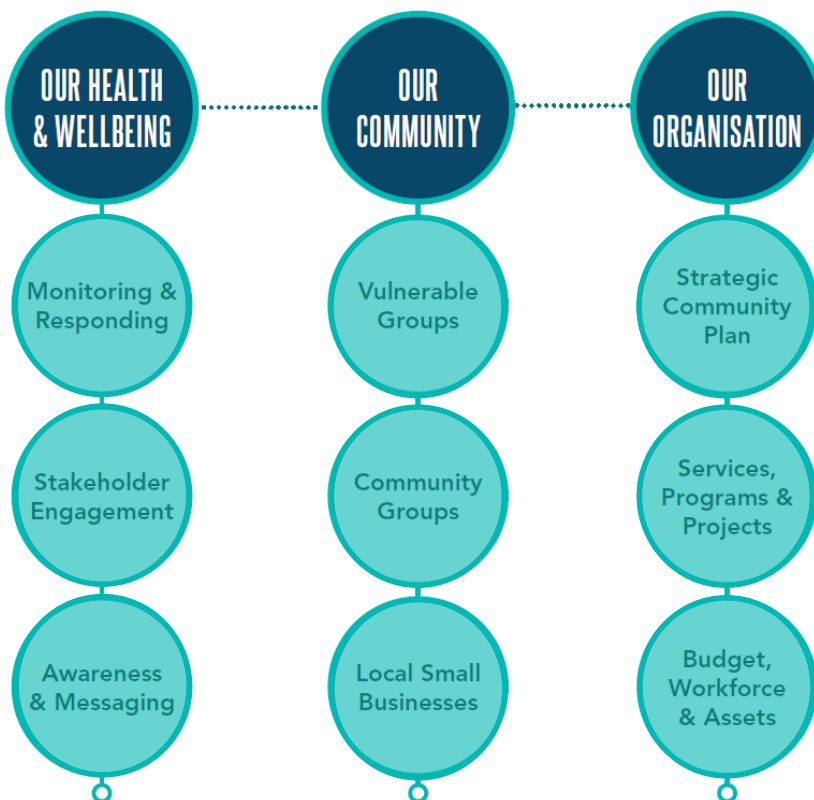 OUR HEALTH
& WELLBEING
OUR
COMMUNITY
OUR
ORGANISATION
Monitoring &
Responding
Vulnerable
Groups
Strategic
Community
Plan
Stakeholder
Engagement
Community
Groups
Services,
Programs &
Projects
Awareness
& Messaging
Local Small
Businesses
Budget,
Workforce
& Assets